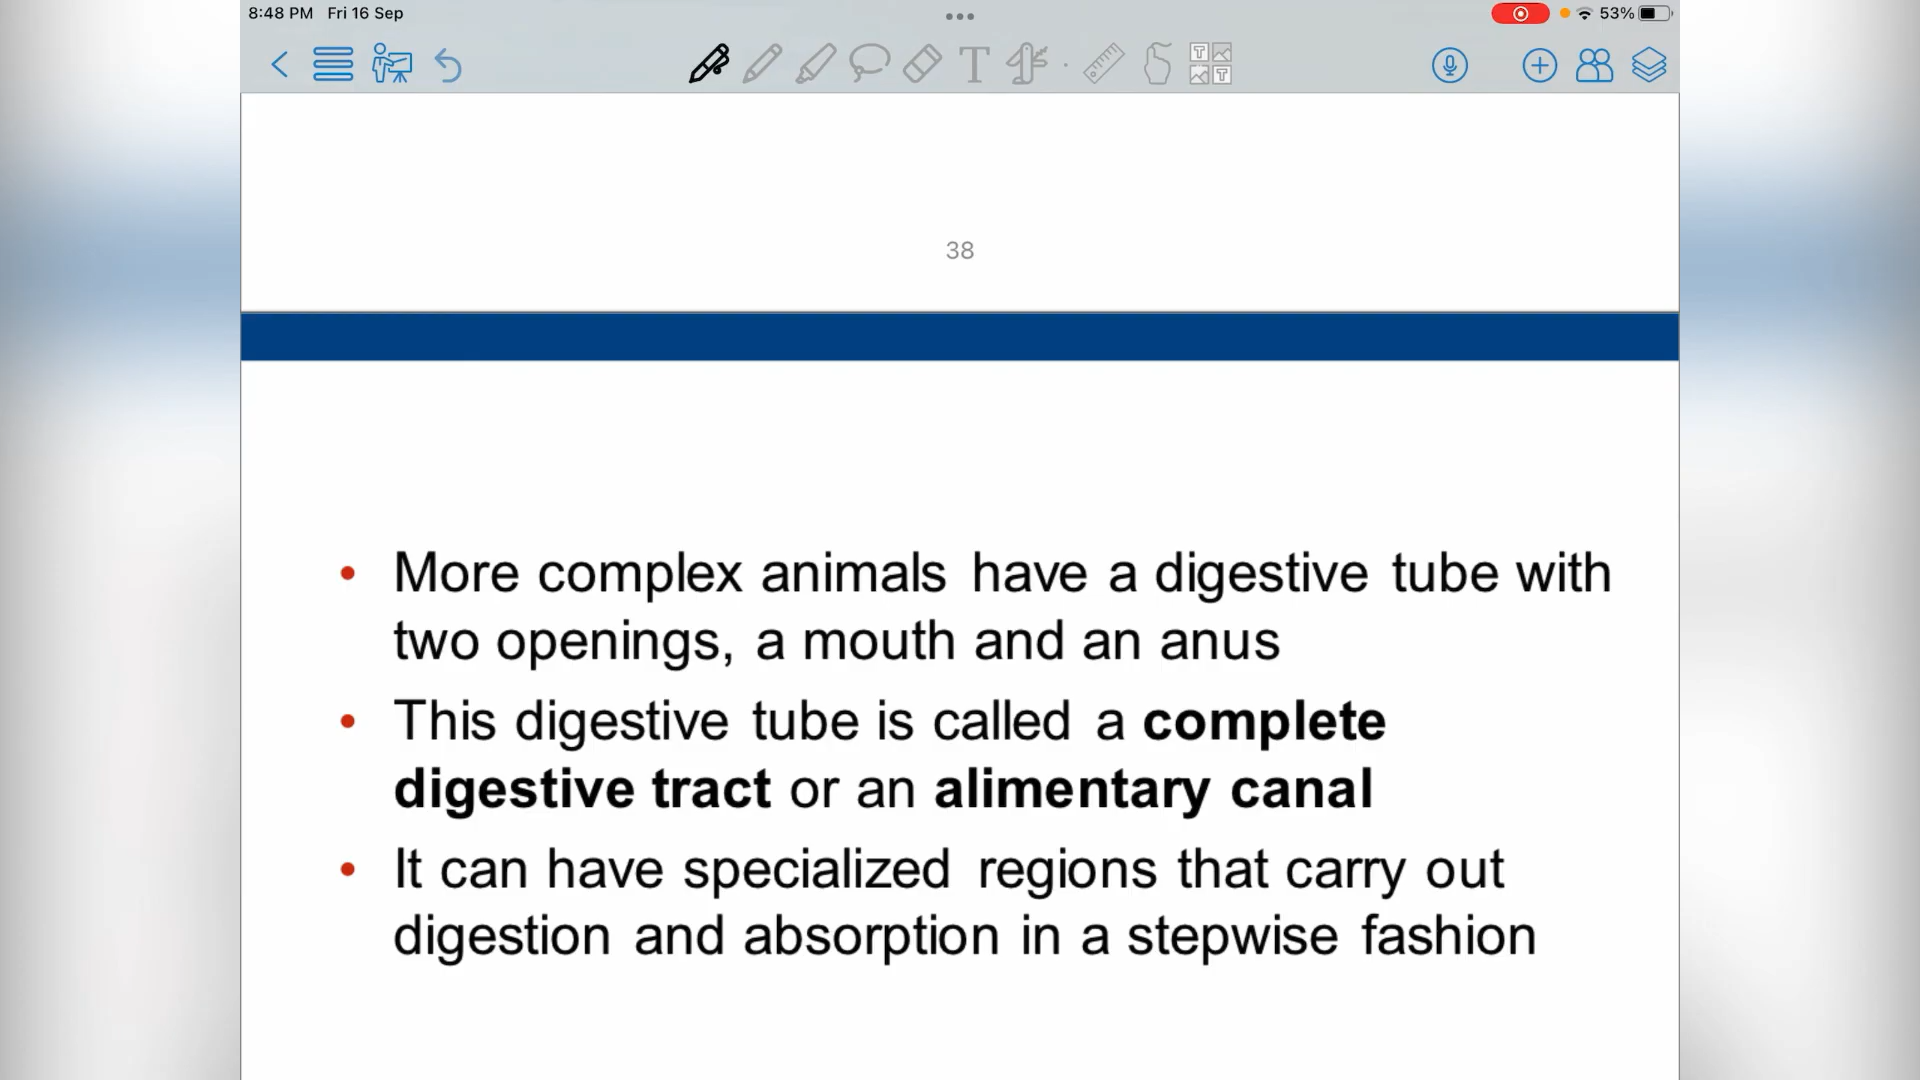 8:48 PM Fri 16 Sep
53%
38
• More complex animals have a digestive tube with
two openings, a mouth and an anus
• This digestive tube is called a complete
digestive tract or an alimentary canal
• It can have specialized regions that carry out
digestion and absorption in a stepwise fashion